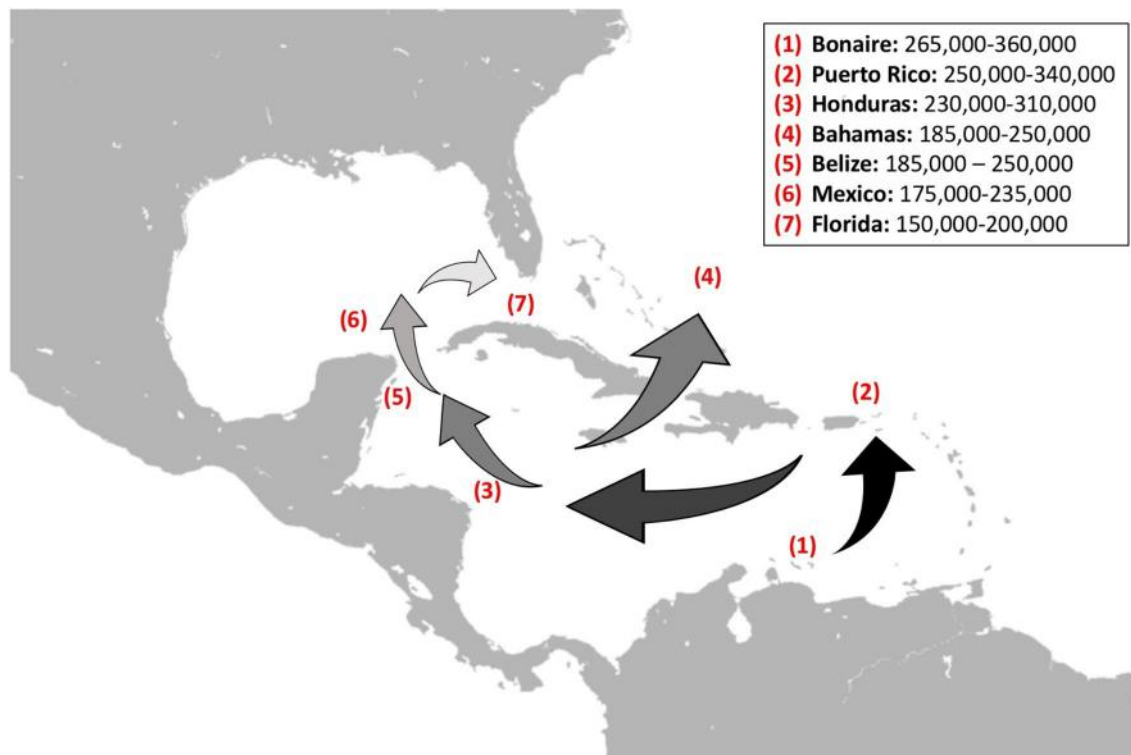 (1) Bonaire: 265,000-360,000
(2) Puerto Rico: 250,000-340,000
(3) Honduras: 230,000-310,000
(4) Bahamas: 185,000-250,000
(5) Belize: 185,000 – 250,000
(6) Mexico: 175,000-235,000
(7) Florida: 150,000-200,000
(4)
(7)
(6)
(5)
(2)
(3)
(1)